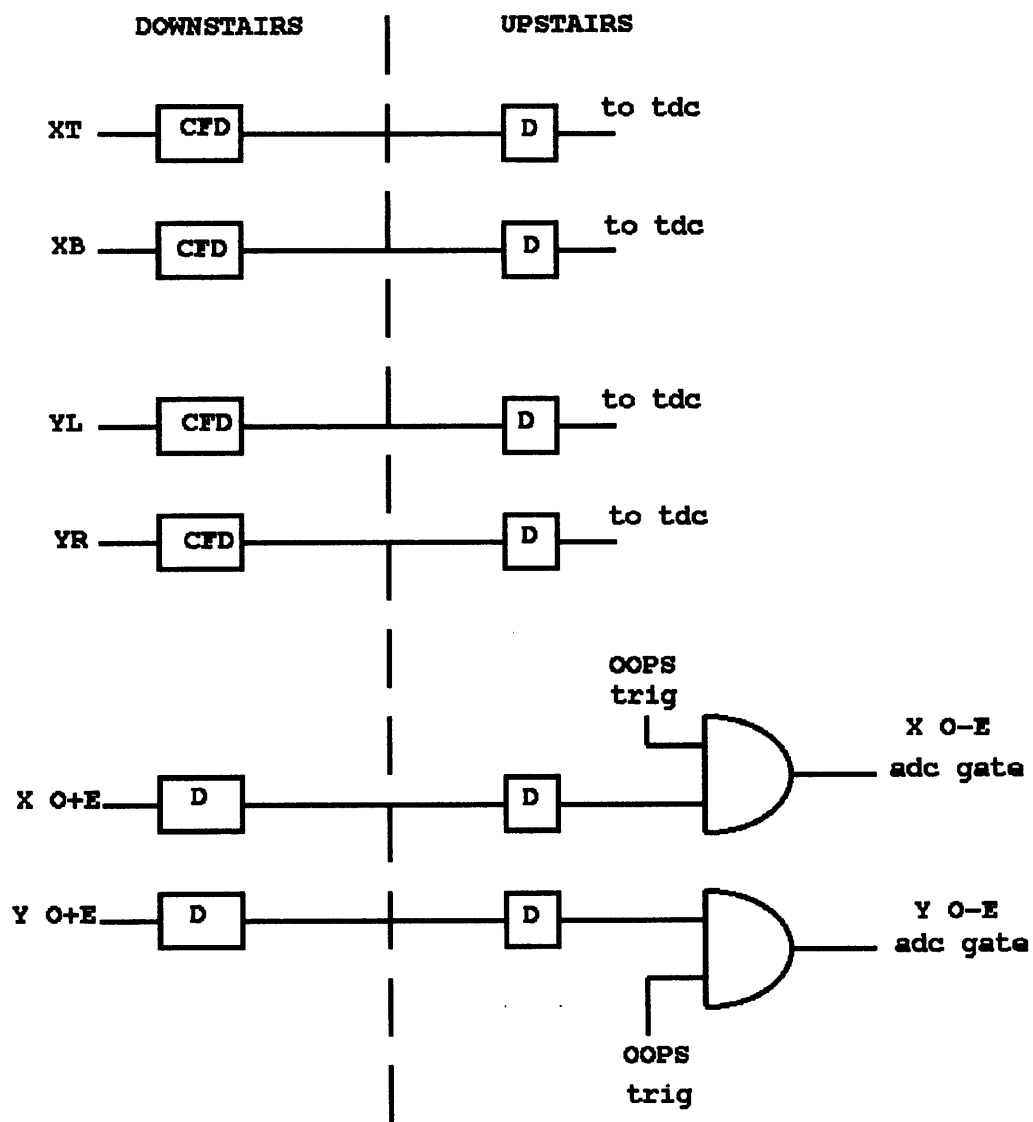 DOWNSTAIRS UPSTAIRS
XT CFD D to tdc
XB CFD D to tdc
YL CFD D to tdc
YR CFD D to tdc
OOPS
trig
X O-E
adc gate
X O+E D D
Y O+E D D
Y O-E
adc gate
OOPS
trig